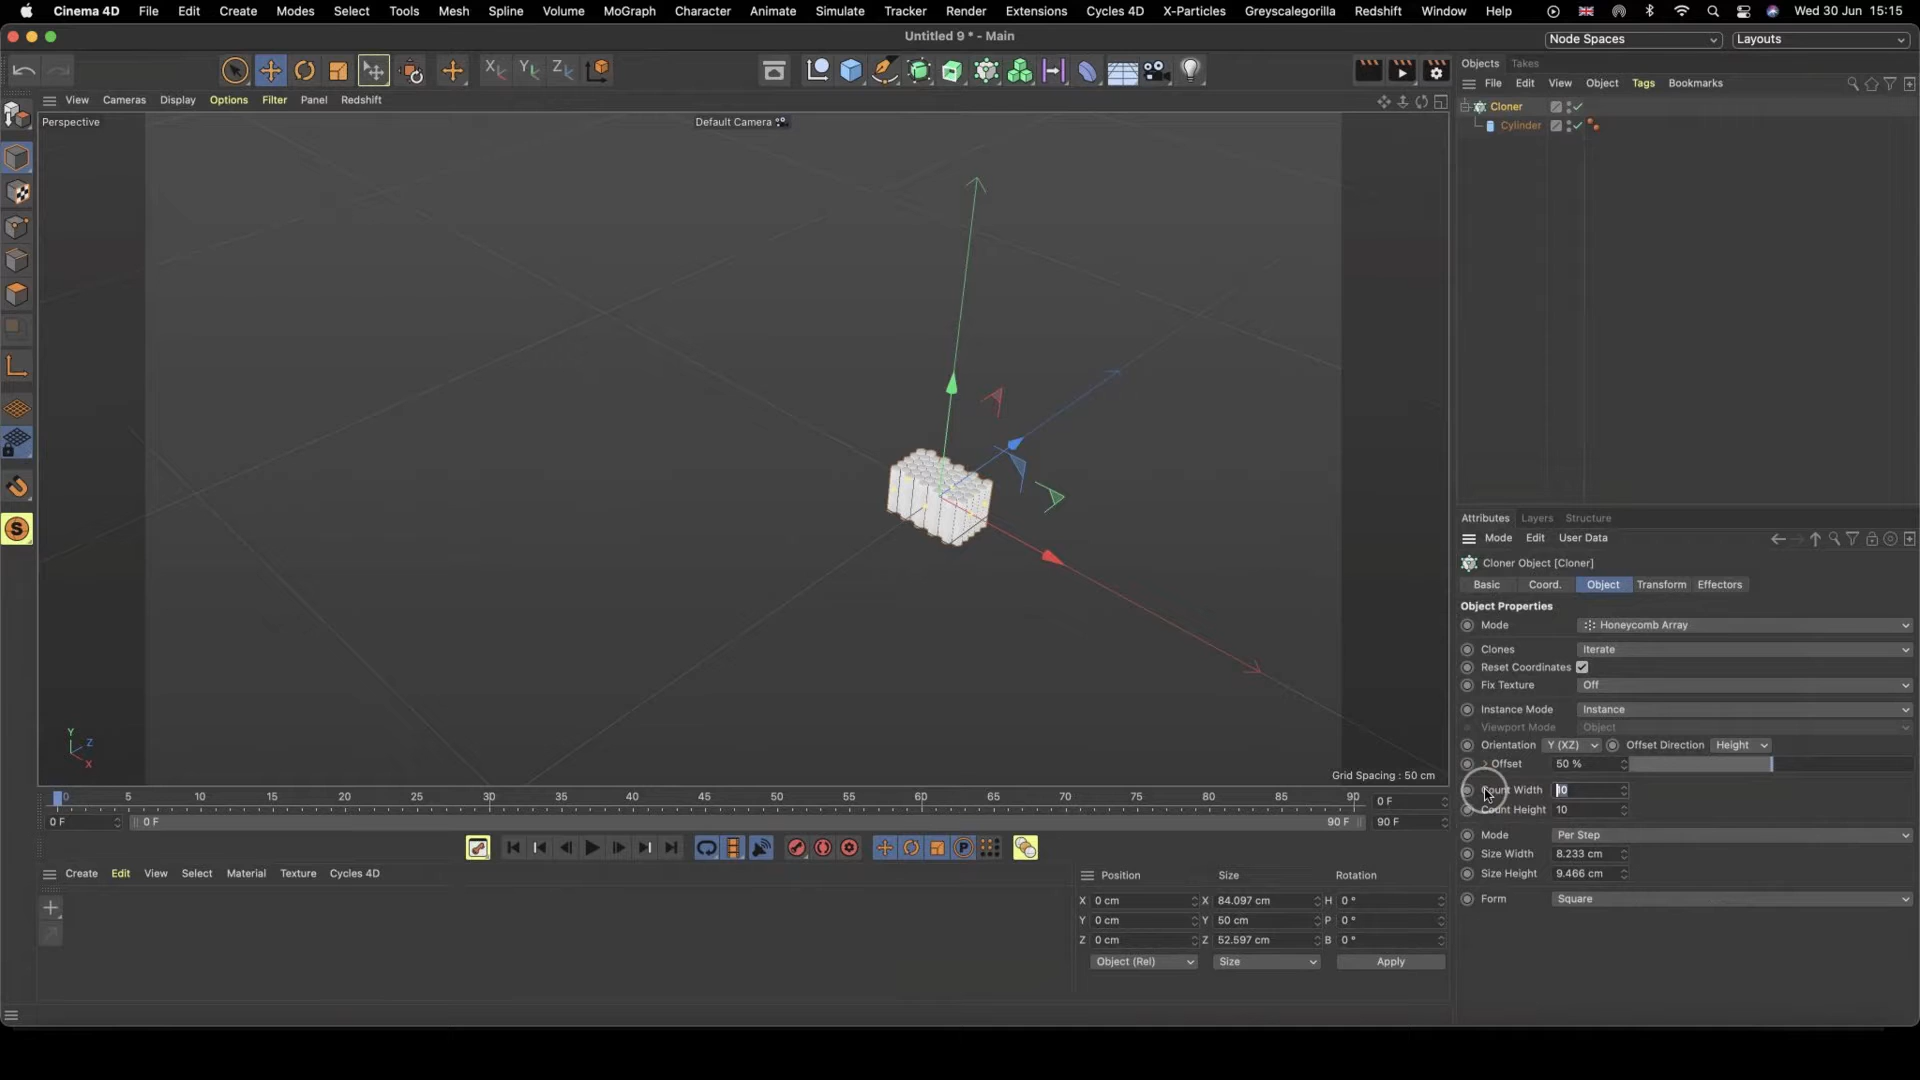 Cinema 4D File Edit Create Modes Select Tools Mesh Spline Volume MoGraph Character Animate Simulate Tracker Render Extensions Cycles 4D X-Particles Greyscalegorilla Redshift Window Help Wed 30 Jun 15:15
Untitled 9 * - Main
Node Spaces Layouts
Objects Takes
File Edit View Object Tags Bookmarks
View Cameras Display Options Filter Panel Redshift
Cloner
Perspective
Default Camera
Cylinder
Attributes Layers Structure
Mode Edit User Data
Cloner Object [Cloner]
Basic Coord. Object Transform Effectors
Object Properties
Mode Honeycomb Array
Clones Iterate
Reset Coordinates
Fix Texture Off
Instance Mode Instance
Viewport Mode Object
Orientation Y (XZ) Offset Direction Height
Offset 50 %
Count Width 10
Count Height 10
Mode Per Step
Size Width 8.233 cm
Size Height 9.466 cm
Form Square
Y
Z
X
Grid Spacing : 50 cm
0 5 10 15 20 25 30 35 40 45 50 55 60 65 70 75 80 85 90 0 F
0 F 0 F 90 F 90 F
Create Edit View Select Material Texture Cycles 4D
Position Size Rotation
X 0 cm X 84.097 cm H 0 °
Y 0 cm Y 50 cm P 0 °
Z 0 cm Z 52.597 cm B 0 °
Object (Rel) Size Apply